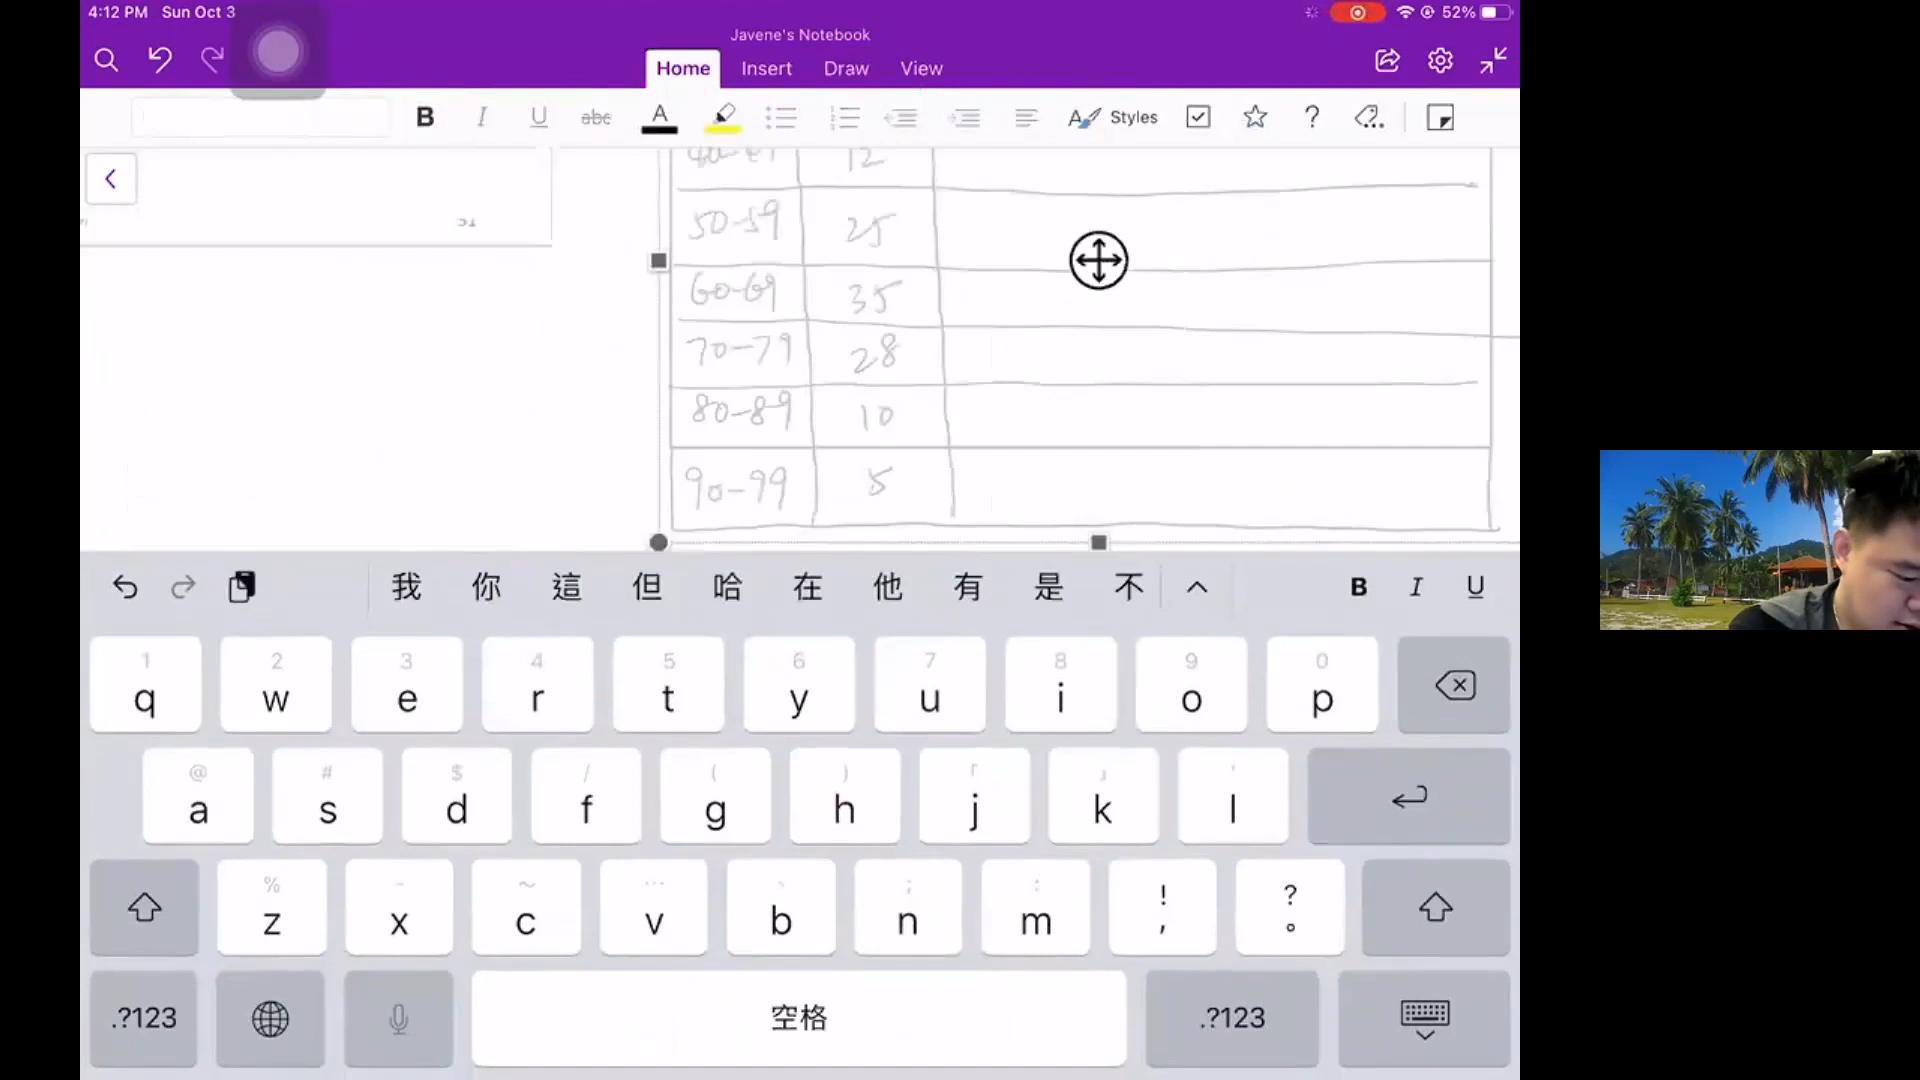 4:12 PM Sun Oct 3
52%
Javene's Notebook
Home Insert Draw View
B I U abc A Styles ?
12
50-59 25
60-69 35
70-79 28
80-89 10
90-99 5
我 你 這 但 哈 在 他 有 是 不 B I U
1 2 3 4 5 6 7 8 9 0
q w e r t y u i o p
@ # $ / ( ) 「 」 '
a s d f g h j k l
% - ~ … 、 ; : ! ?
z x c v b n m , 。
.?123 空格 .?123